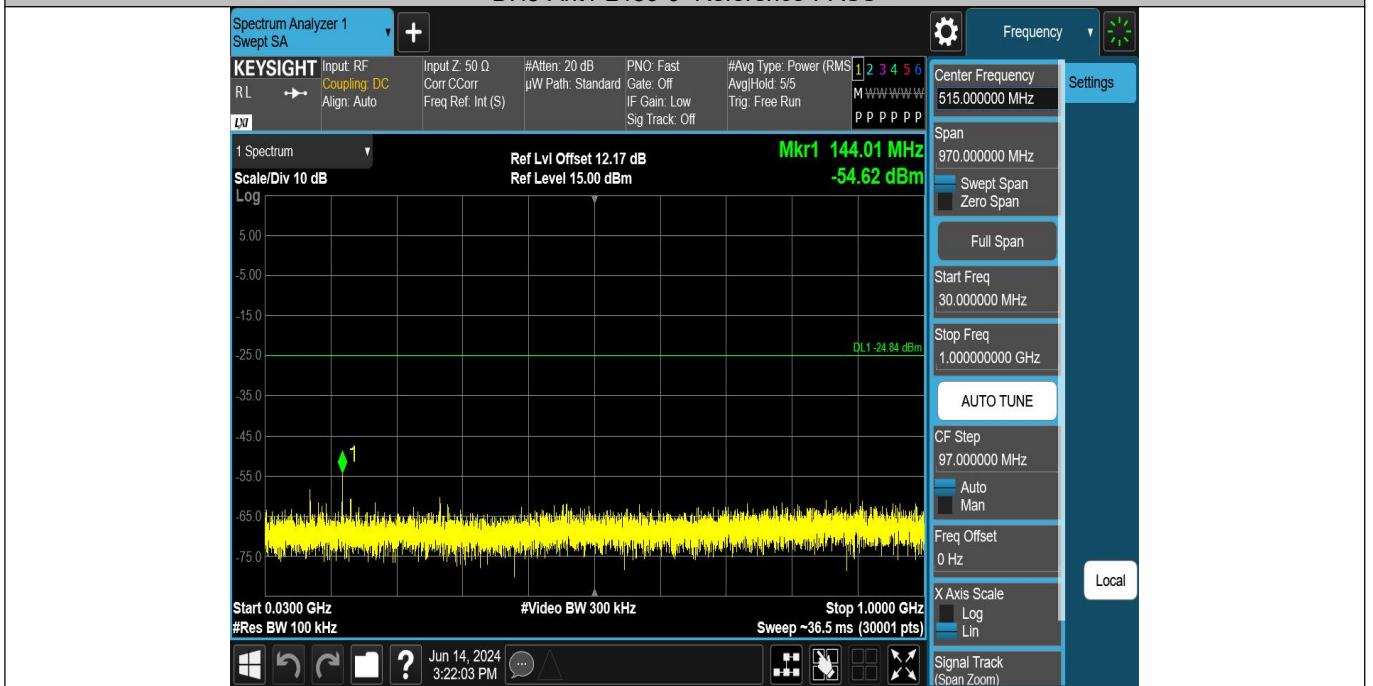 Spectrum Analyzer 1
Swept SA
+
Frequency
KEYSIGHT
RL
LXI
Input: RF
Coupling: DC
Align: Auto
Input Z: 50 Ω
Corr CCorr
Freq Ref: Int (S)
#Atten: 20 dB
µW Path: Standard
PNO: Fast
Gate: Off
IF Gain: Low
Sig Track: Off
#Avg Type: Power (RMS
Avg|Hold: 5/5
Trig: Free Run
1 2 3 4 5 6
M W W W W W
P P P P P P
1 Spectrum
Scale/Div 10 dB
Ref Lvl Offset 12.17 dB
Ref Level 15.00 dBm
Mkr1 144.01 MHz
-54.62 dBm
Log
5.00
-5.00
-15.0
DL1 -24.84 dBm
-25.0
-35.0
-45.0
1
-55.0
-65.0
-75.0
Start 0.0300 GHz
#Video BW 300 kHz
Stop 1.0000 GHz
#Res BW 100 kHz
Sweep ~36.5 ms (30001 pts)
?
Jun 14, 2024
3:22:03 PM
Center Frequency
515.000000 MHz
Settings
Span
970.000000 MHz
Swept Span
Zero Span
Full Span
Start Freq
30.000000 MHz
Stop Freq
1.000000000 GHz
AUTO TUNE
CF Step
97.000000 MHz
Auto
Man
Freq Offset
0 Hz
Local
X Axis Scale
Log
Lin
Signal Track
(Span Zoom)